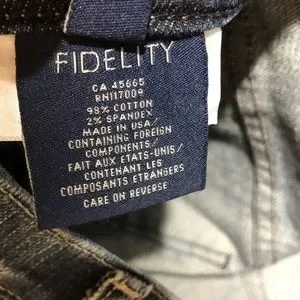 FIDELITY
CA 45665
RN117009
98% COTTON
2% SPANDEX
MADE IN USA/
CONTAINING FOREIGN
COMPONENTS/
FAIT AUX ETATS-UNIS/
CONTENANT LES
COMPOSANTS ETRANGERS
CARE ON REVERSE